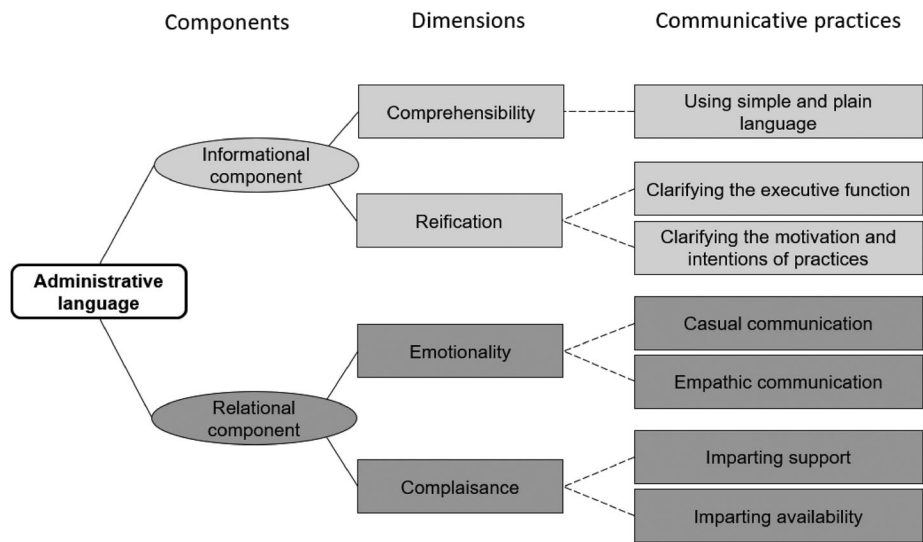 Components
Dimensions
Communicative practices
Comprehensibility
Using simple and plain
language
Informational
component
Clarifying the executive function
Reification
Clarifying the motivation and
intentions of practices
Administrative
language
Casual communication
Emotionality
Empathic communication
Relational
component
Imparting support
Complaisance
Imparting availability